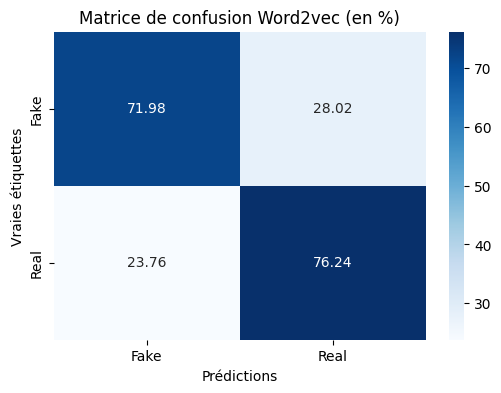 Matrice de confusion Word2vec (en %)
Vraies étiquettes
Fake
71.98
28.02
Real
23.76
76.24
Fake
Real
Prédictions
70
60
50
40
30